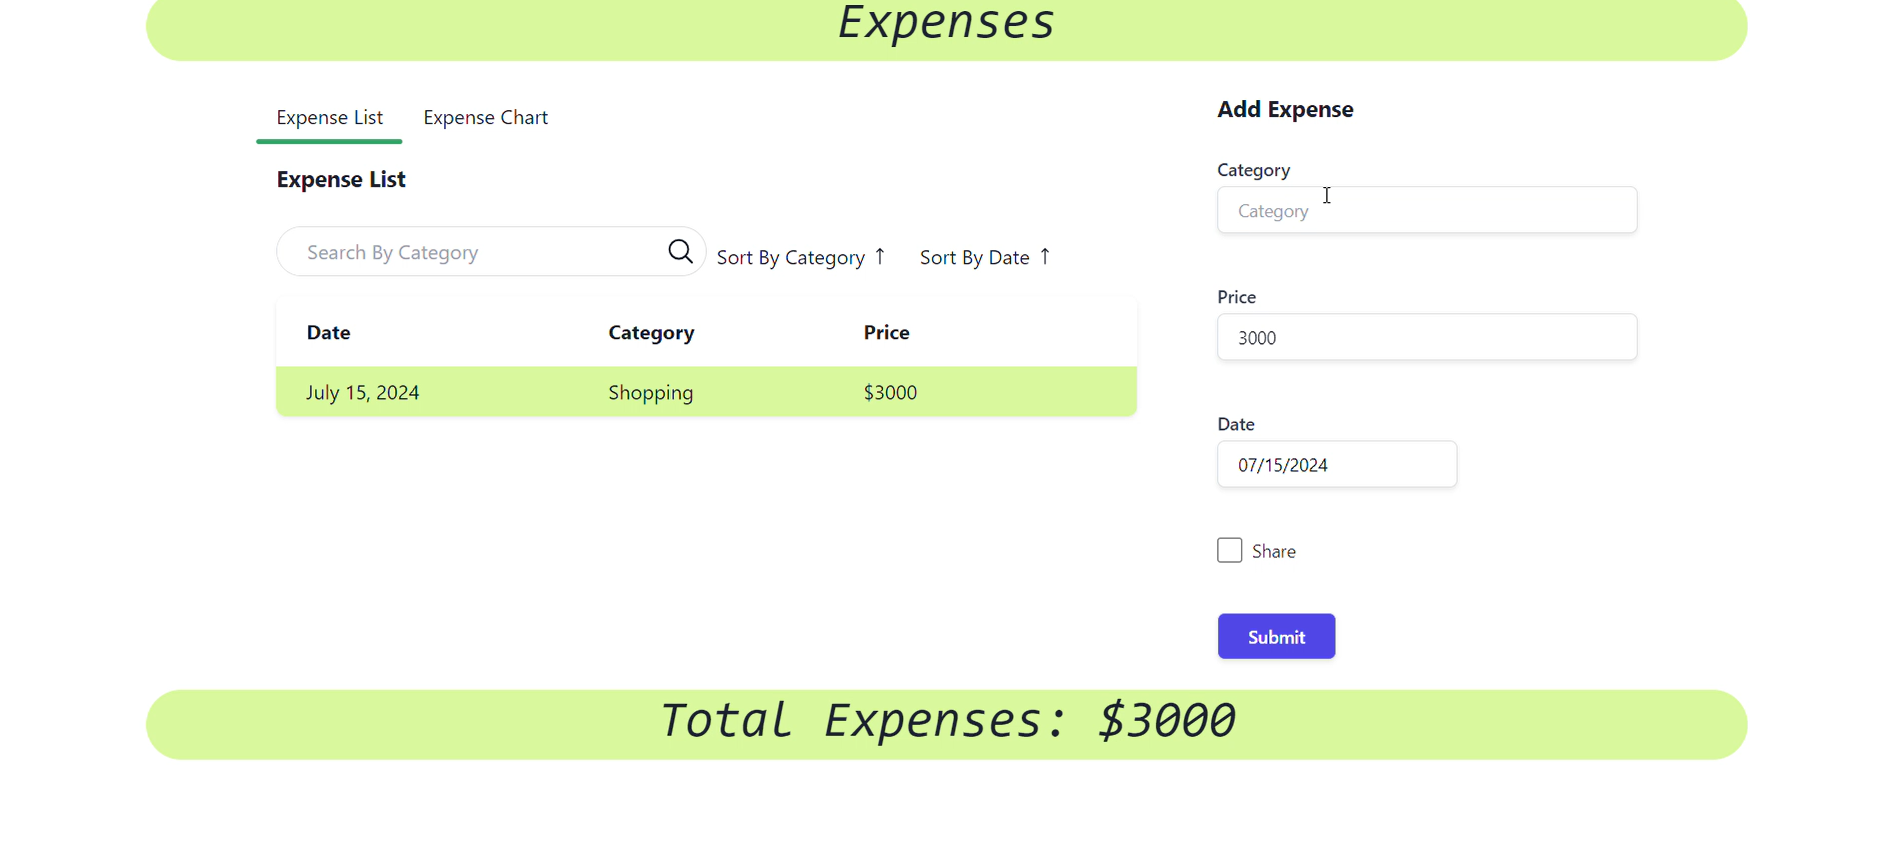 Expenses
Expense List Expense Chart
Expense List
Search By Category Sort By Category ↑ Sort By Date ↑
Date Category Price
July 15, 2024 Shopping $3000
Add Expense
Category
Category
Price
3000
Date
07/15/2024
Share
Submit
Total Expenses: $3000